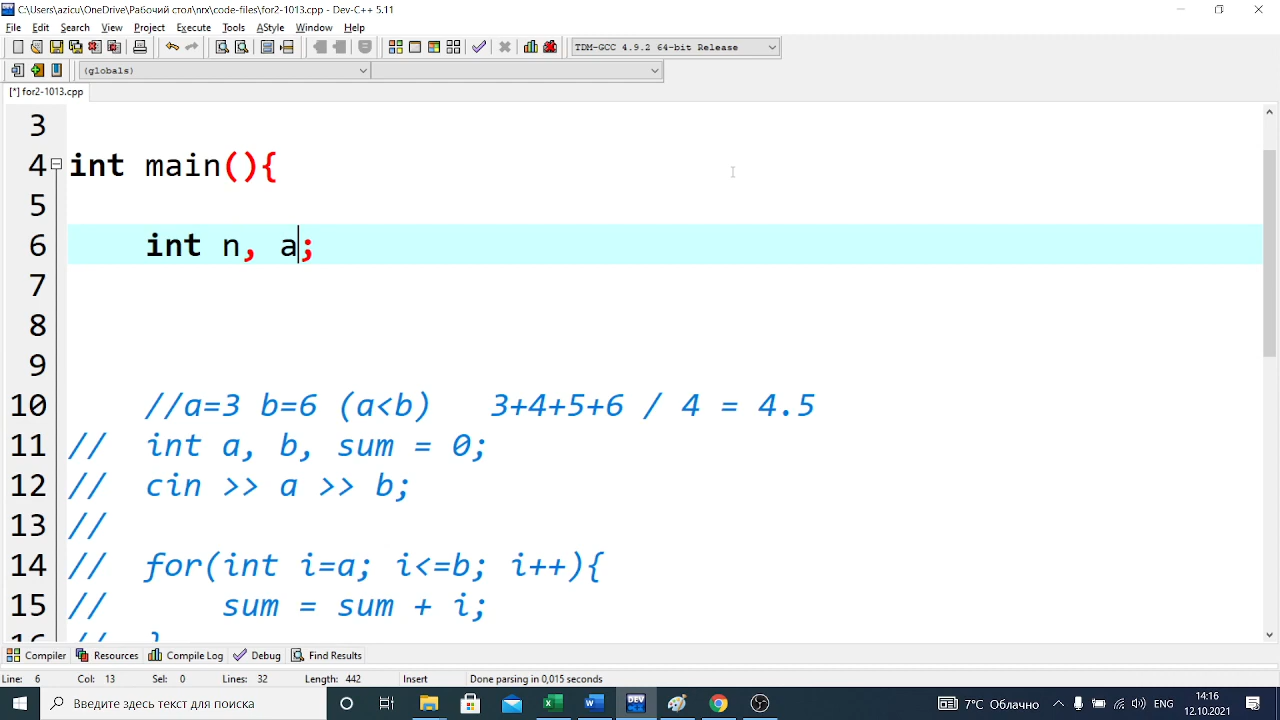 C:\Users\azicu\OneDrive\Рабочий стол\прх\code-files\for2-1013.cpp - Dev-C++ 5.11
File Edit Search View Project Execute Tools AStyle Window Help
TDM-GCC 4.9.2 64-bit Release
(globals)
[*] for2-1013.cpp
3
4 int main(){
5
6 int n, a;
7
8
9
10 //a=3 b=6 (a<b) 3+4+5+6 / 4 = 4.5
11 // int a, b, sum = 0;
12 // cin >> a >> b;
13 //
14 // for(int i=a; i<=b; i++){
15 // sum = sum + i;
16 // }
Compiler Resources Compile Log Debug Find Results
Line: 6 Col: 13 Sel: 0 Lines: 32 Length: 442 Insert Done parsing in 0,015 seconds
Введите здесь текст для поиска
7°C Облачно ENG 14:16 12.10.2021